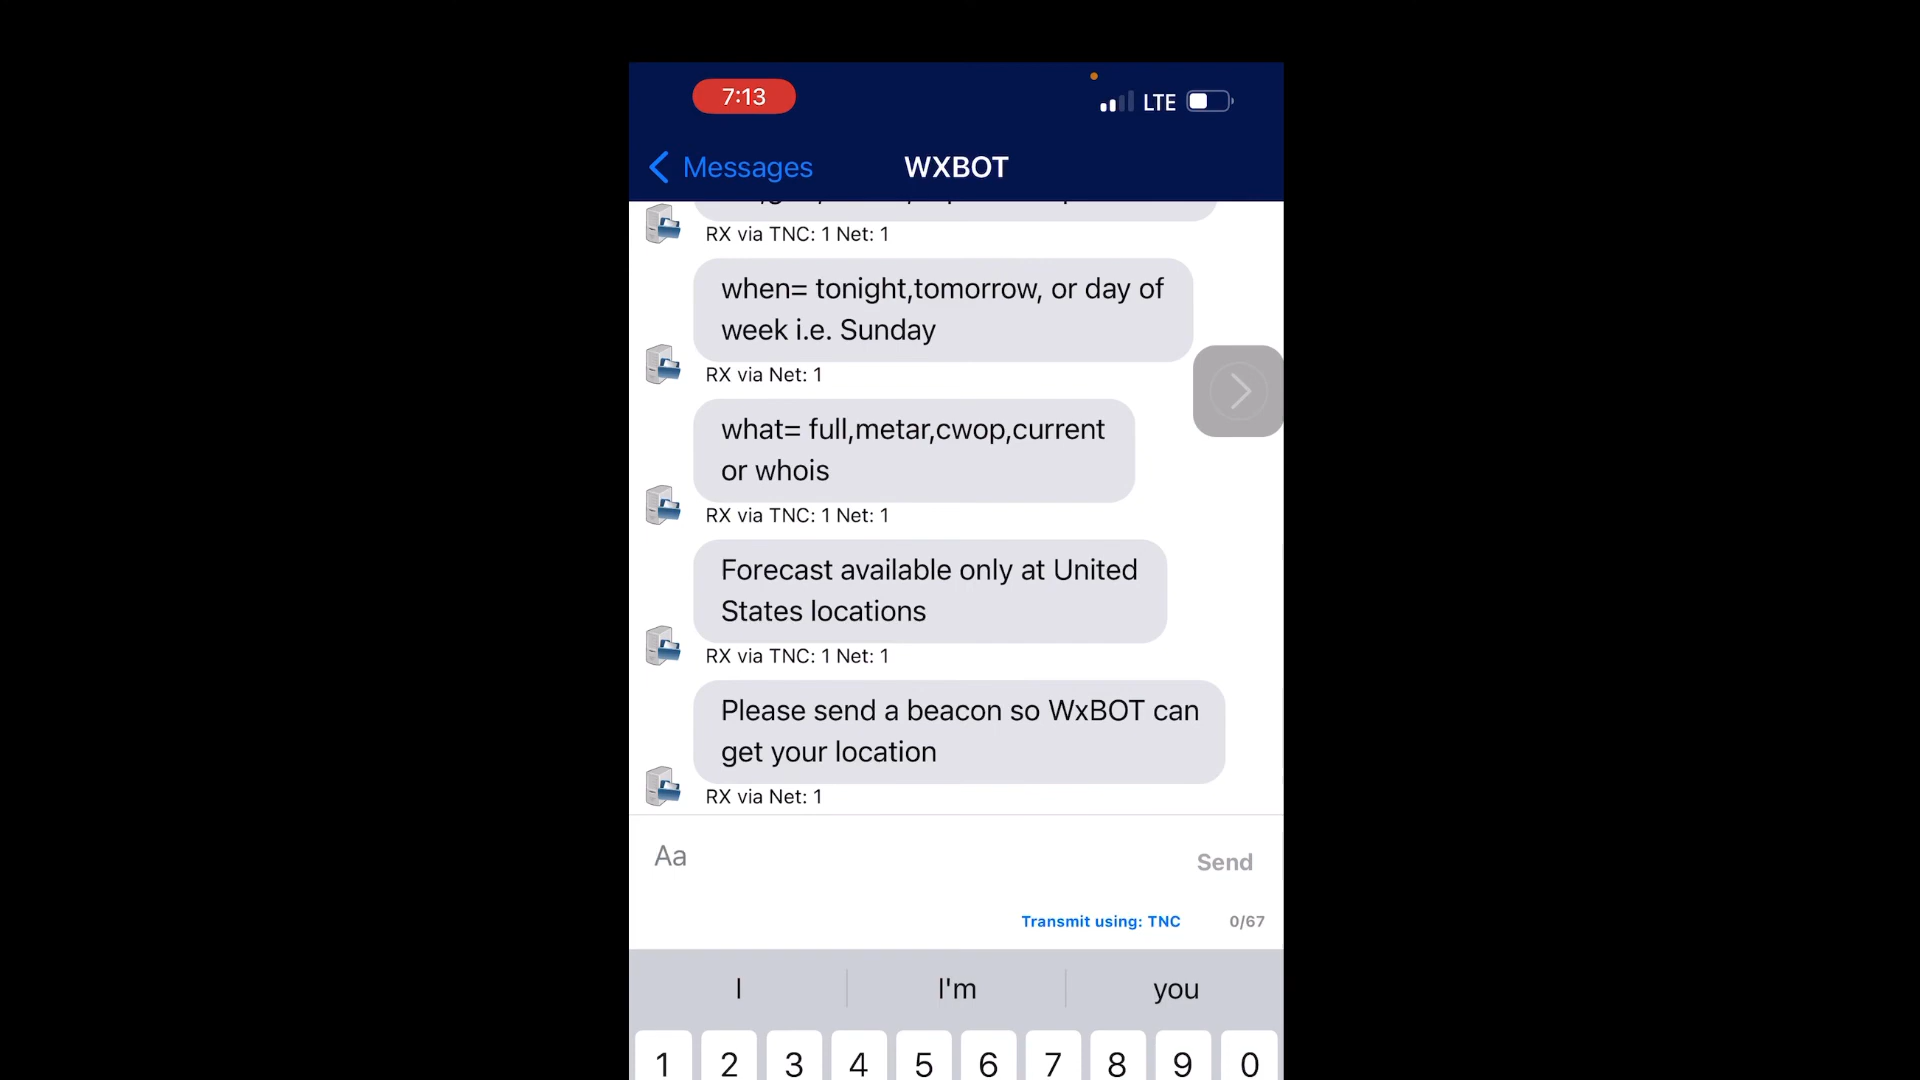 7:13
LTE
Messages
WXBOT
RX via TNC: 1 Net: 1
when= tonight,tomorrow, or day of
week i.e. Sunday
RX via Net: 1
what= full,metar,cwop,current
or whois
RX via TNC: 1 Net: 1
Forecast available only at United
States locations
RX via TNC: 1 Net: 1
Please send a beacon so WxBOT can
get your location
RX via Net: 1
Aa
Send
Transmit using: TNC
0/67
I
I'm
you
1 2 3 4 5 6 7 8 9 0